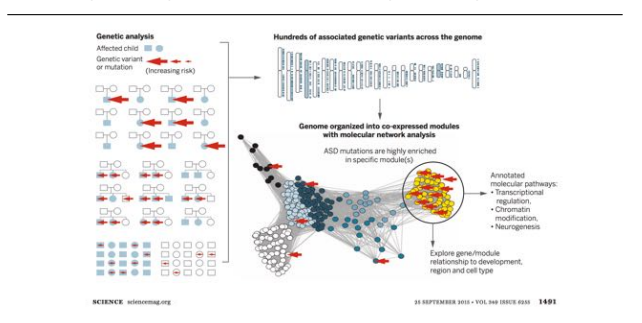 Genetic analysis
Affected child
Genetic variant
or mutation
(Increasing risk)
Hundreds of associated genetic variants across the genome
Genome organized into co-expressed modules
with molecular network analysis
ASD mutations are highly enriched
in specific module(s)
Annotated
molecular pathways:
• Transcriptional
regulation.
• Chromatin
modification.
• Neurogenesis
Explore gene/module
relationship to development,
region and cell type
SCIENCE sciencemag.org
25 SEPTEMBER 2015 • VOL 349 ISSUE 6255 1491